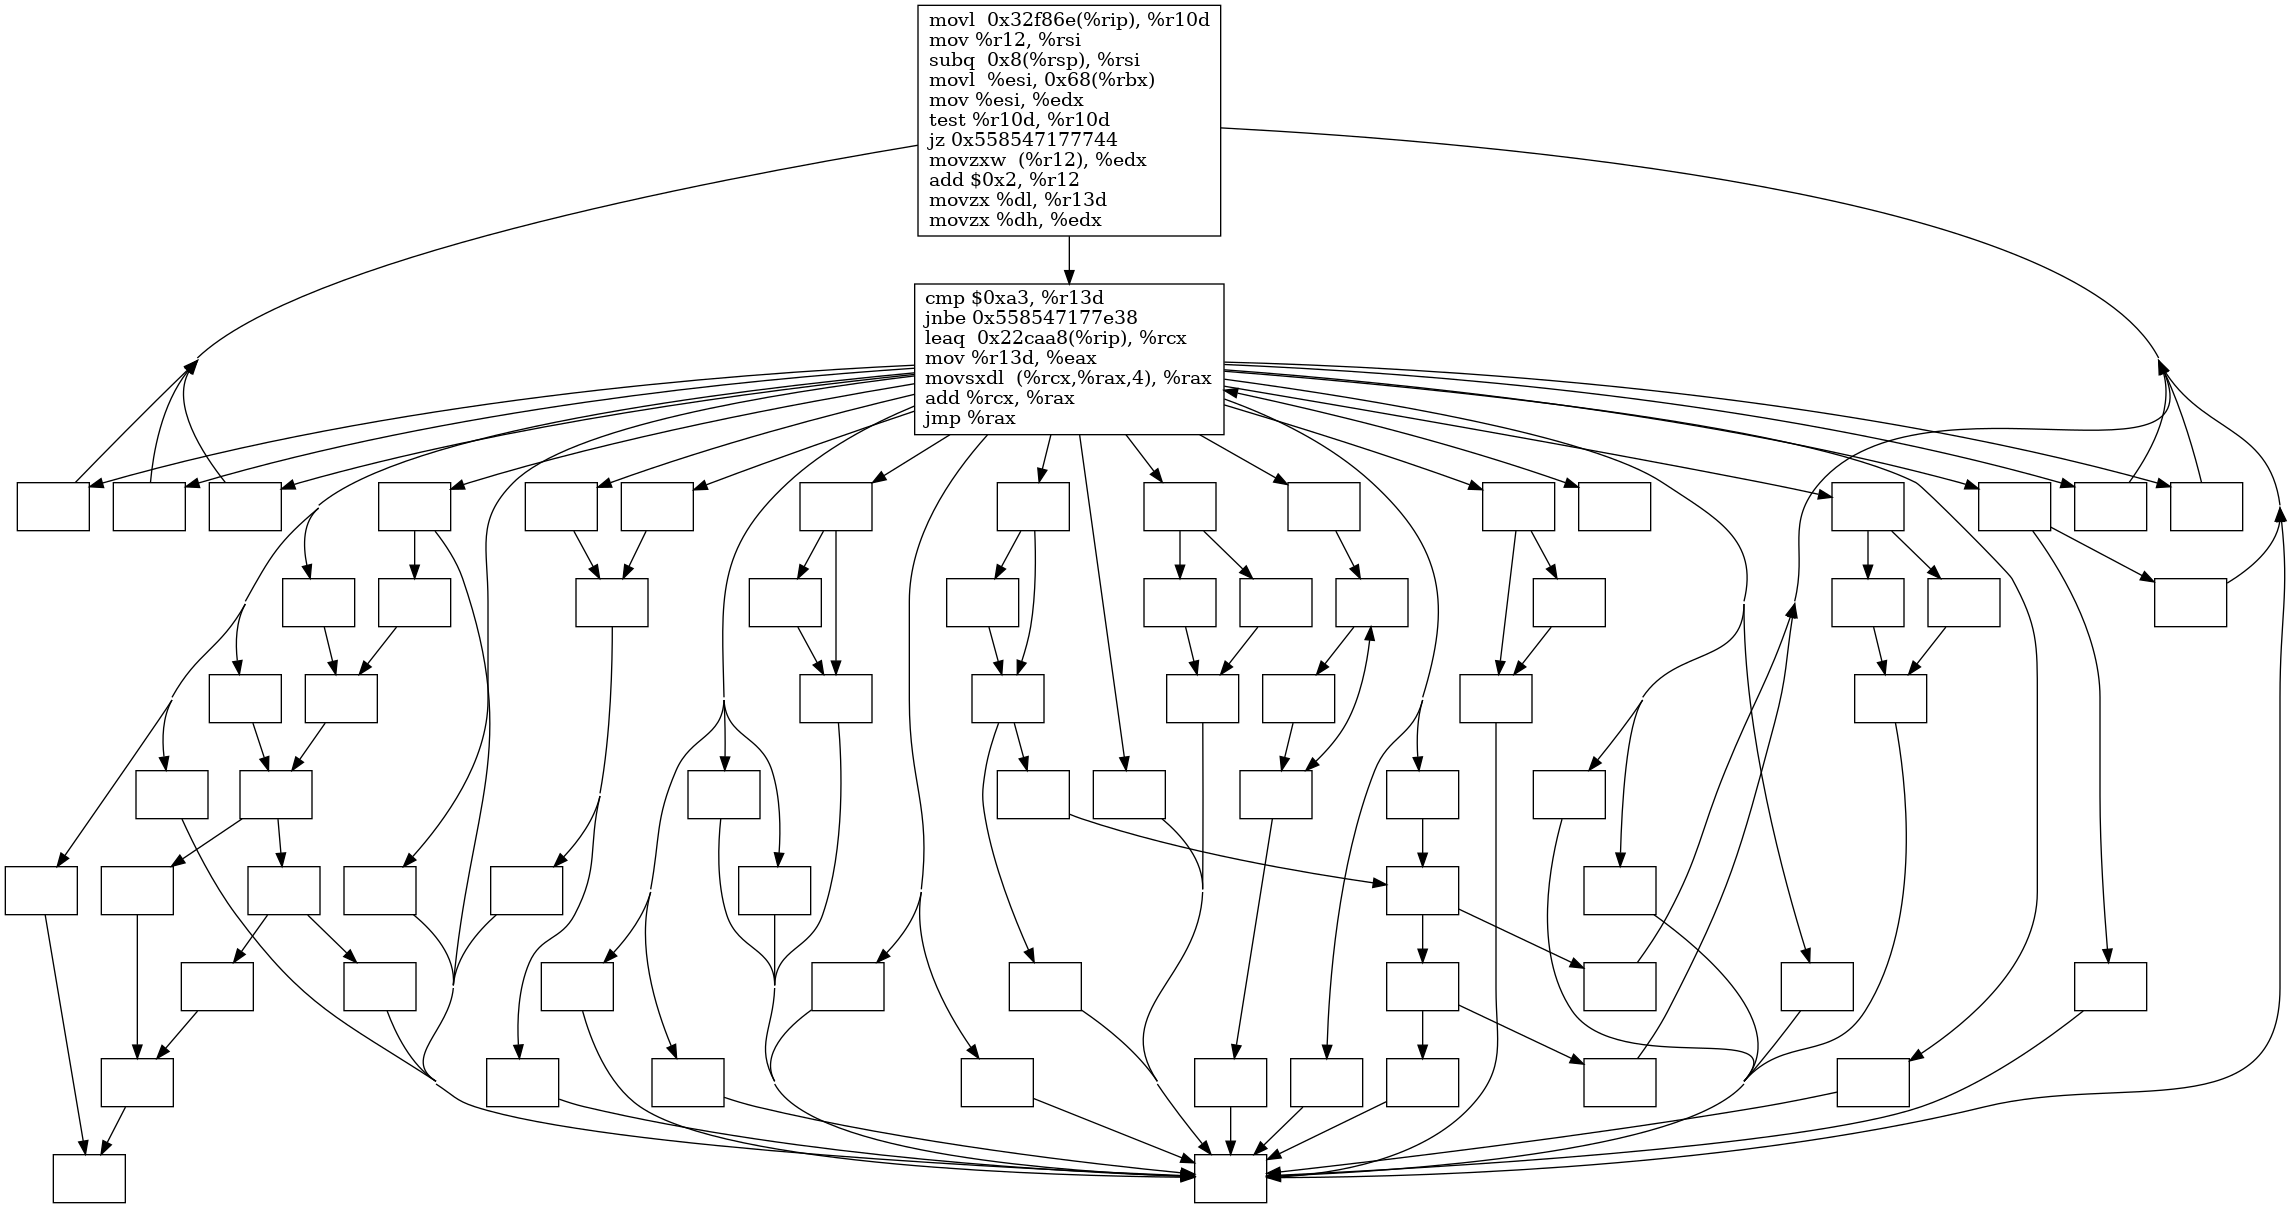 movl  0x32f86e(%rip), %r10d
mov %r12, %rsi
subq  0x8(%rsp), %rsi
movl  %esi, 0x68(%rbx)
mov %esi, %edx
test %r10d, %r10d
jz 0x558547177744
movzxw  (%r12), %edx
add $0x2, %r12
movzx %dl, %r13d
movzx %dh, %edx
cmp $0xa3, %r13d
jnbe 0x558547177e38
leaq  0x22caa8(%rip), %rcx
mov %r13d, %eax
movsxdl  (%rcx,%rax,4), %rax
add %rcx, %rax
jmp %rax